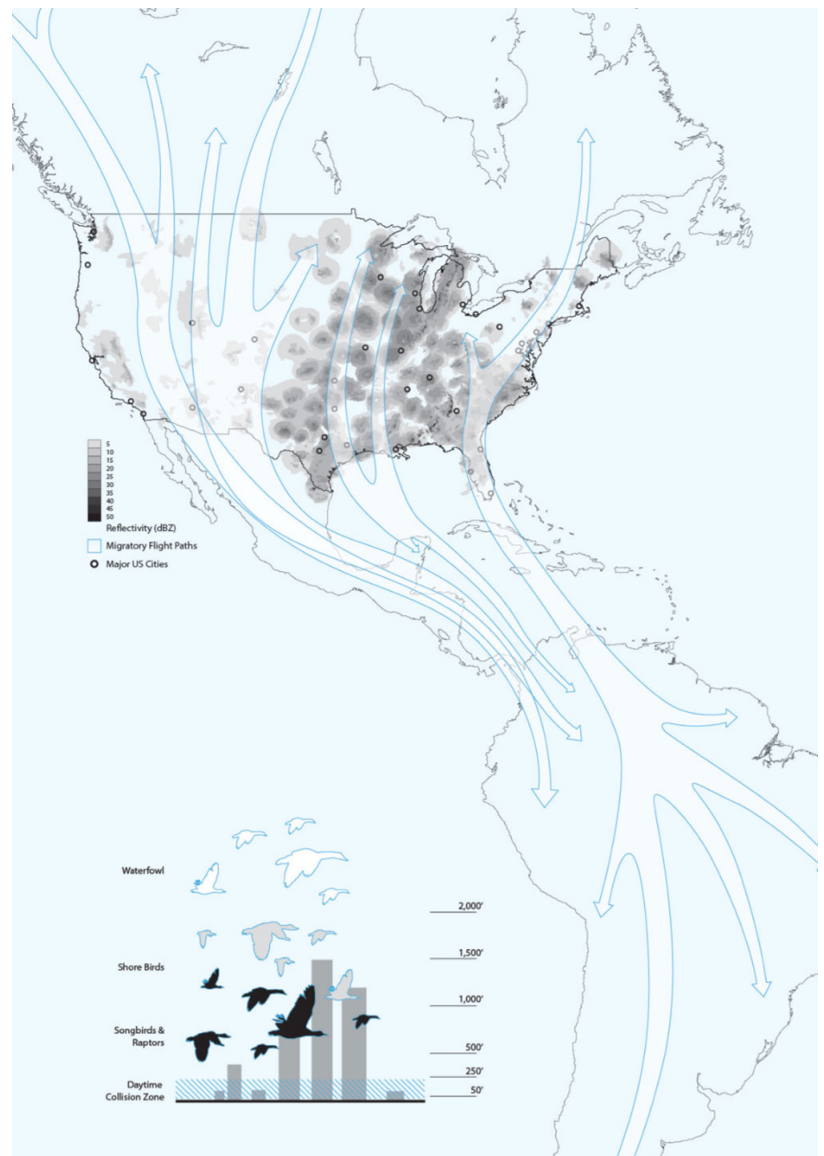 5
10
15
20
25
30
35
40
45
50
Reflectivity (dBZ)
Migratory Flight Paths
Major US Cities
Waterfowl
2,000'
Shore Birds
1,500'
1,000'
Songbirds &
Raptors
500'
250'
Daytime
Collision Zone
50'